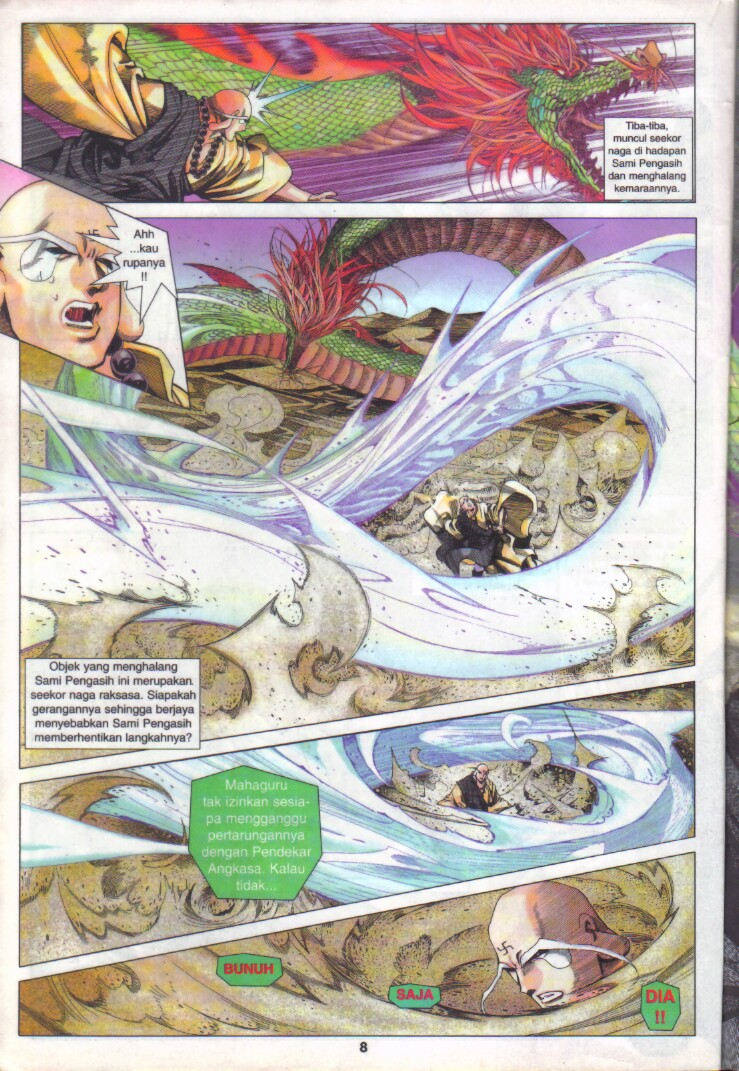 Tiba-tiba,
muncul seekor
naga di hadapan
Sami Pengasih
dan menghalang
kemaraannya.
Ahh
...kau
rupanya
!!
Objek yang menghalang
Sami Pengasih ini merupakan
seekor naga raksasa. Siapakah
gerangannya sehingga berjaya
menyebabkan Sami Pengasih
memberhentikan langkahnya?
Mahaguru
tak izinkan sesia-
pa mengganggu
pertarungannya
dengan Pendekar
Angkasa. Kalau
tidak...
BUNUH
SAJA
DIA
!!
8